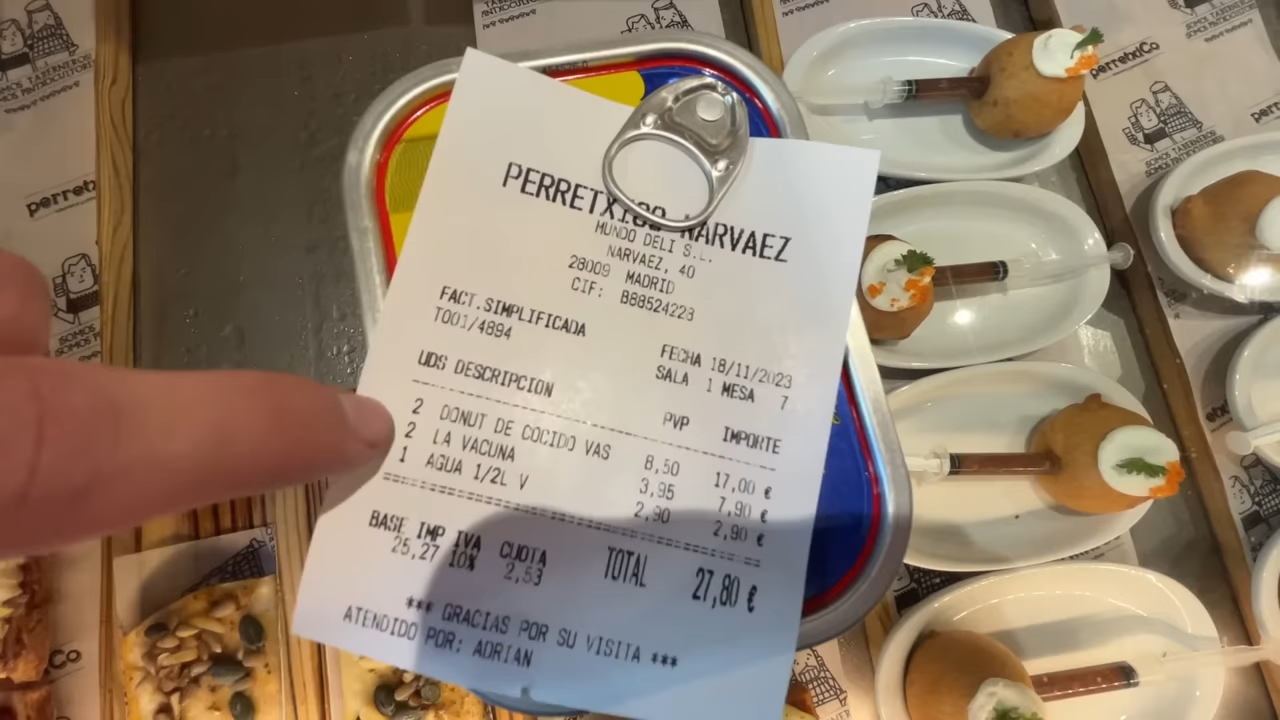 PERRETXICO NARVAEZ
MUNDO DELI S.L.
NARVAEZ, 40
28009 MADRID
CIF: B88524228
FACT.SIMPLIFICADA
T001/4894
FECHA 18/11/2023
SALA 1 MESA 7
UDS DESCRIPCION PVP IMPORTE
2 DONUT DE COCIDO VAS 8,50 17,00 €
2 LA VACUNA 3,95 7,90 €
1 AGUA 1/2L V 2,90 2,90 €
BASE IMP IVA CUOTA TOTAL 27,80 €
25,27 10% 2,53
*** GRACIAS POR SU VISITA ***
ATENDIDO POR: ADRIAN
perretxiCo
SOMOS TABERNEROS
SOMOS PINTXOCULTORES